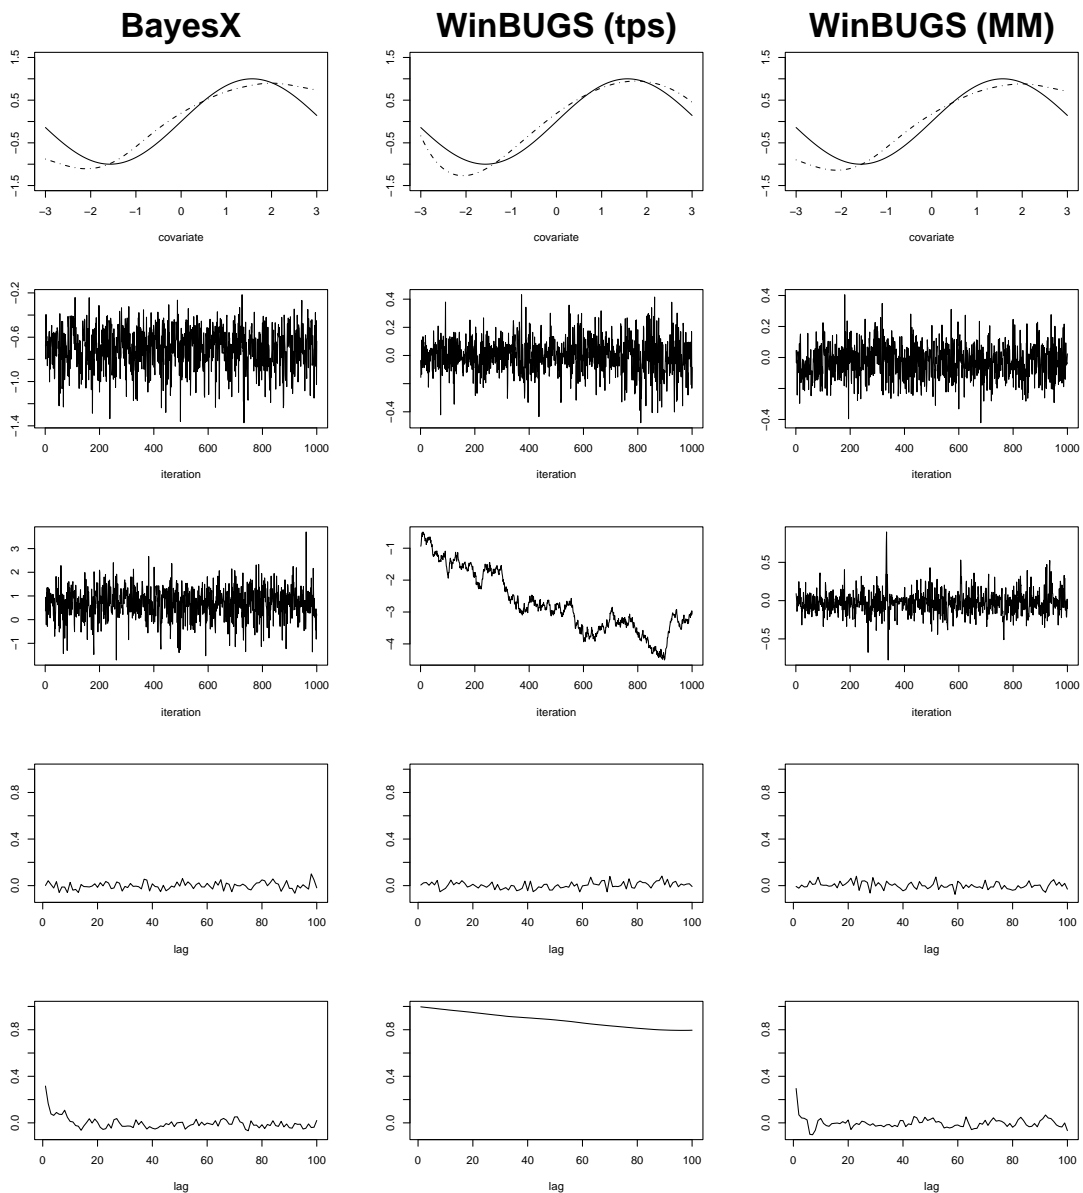 BayesX WinBUGS (tps) WinBUGS (MM)
1.5 0.5 −0.5 −1.5
−3 −2 −1 0 1 2 3
covariate
1.5 0.5 −0.5 −1.5
−3 −2 −1 0 1 2 3
covariate
1.5 0.5 −0.5 −1.5
−3 −2 −1 0 1 2 3
covariate
−0.2 −0.6 −1.0 −1.4
0 200 400 600 800 1000
iteration
0.4 0.2 0.0 −0.4
0 200 400 600 800 1000
iteration
0.4 0.2 0.0 −0.4
0 200 400 600 800 1000
iteration
3 2 1 0 −1
0 200 400 600 800 1000
iteration
−1 −2 −3 −4
0 200 400 600 800 1000
iteration
0.5 0.0 −0.5
0 200 400 600 800 1000
iteration
0.8 0.4 0.0
0 20 40 60 80 100
lag
0.8 0.4 0.0
0 20 40 60 80 100
lag
0.8 0.4 0.0
0 20 40 60 80 100
lag
0.8 0.4 0.0
0 20 40 60 80 100
lag
0.8 0.4 0.0
0 20 40 60 80 100
lag
0.8 0.4 0.0
0 20 40 60 80 100
lag